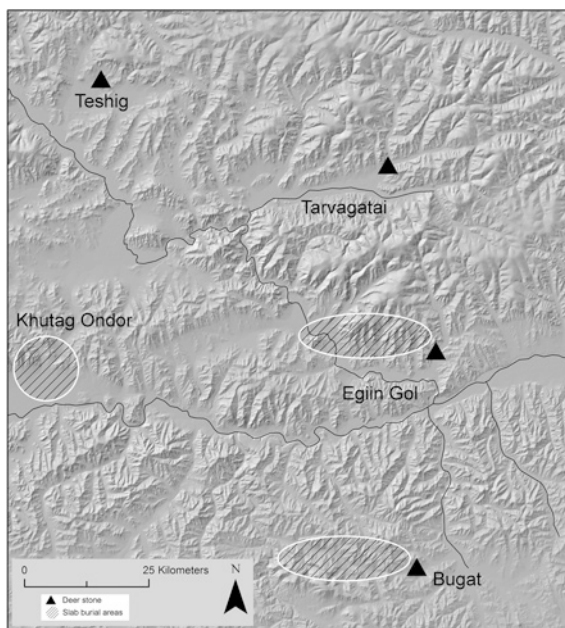 Teshig
Tarvagatai
Khutag Ondor
Egiin Gol
Bugat
0 25 Kilometers
N
Deer stone
Slab burial areas